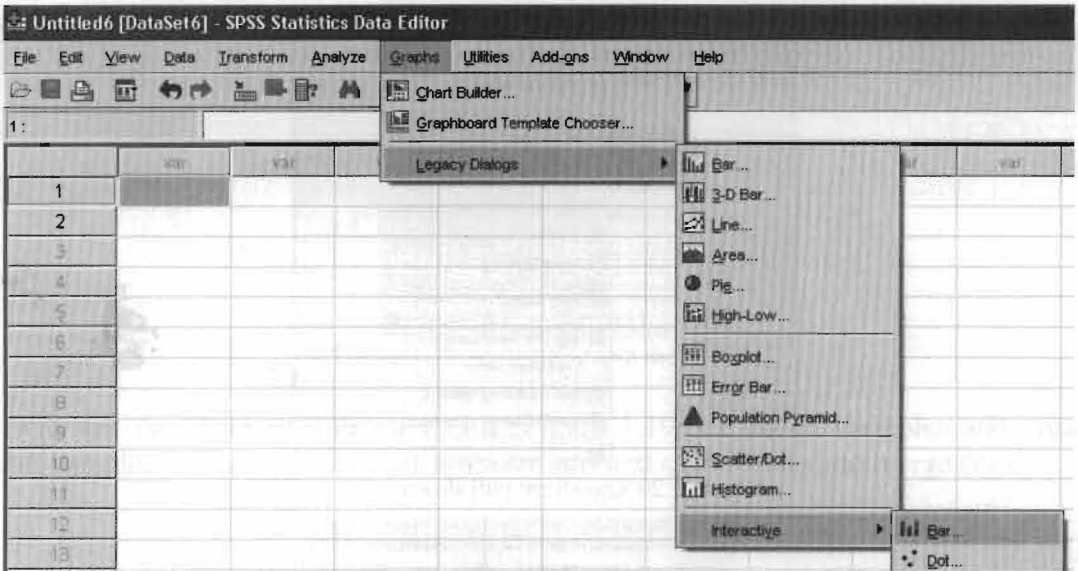 Untitled6 [DataSet6] - SPSS Statistics Data Editor
File Edit View Data Transform Analyze Graphs Utilities Add-ons Window Help
Chart Builder...
Graphboard Template Chooser...
1 :
Legacy Dialogs
var var var
Bar...
3-D Bar...
Line...
Area...
Pie...
High-Low...
Boxplot...
Error Bar...
Population Pyramid...
Scatter/Dot...
Histogram...
Interactive
Bar...
Dot...
1
2
3
4
5
6
7
8
9
10
11
12
13